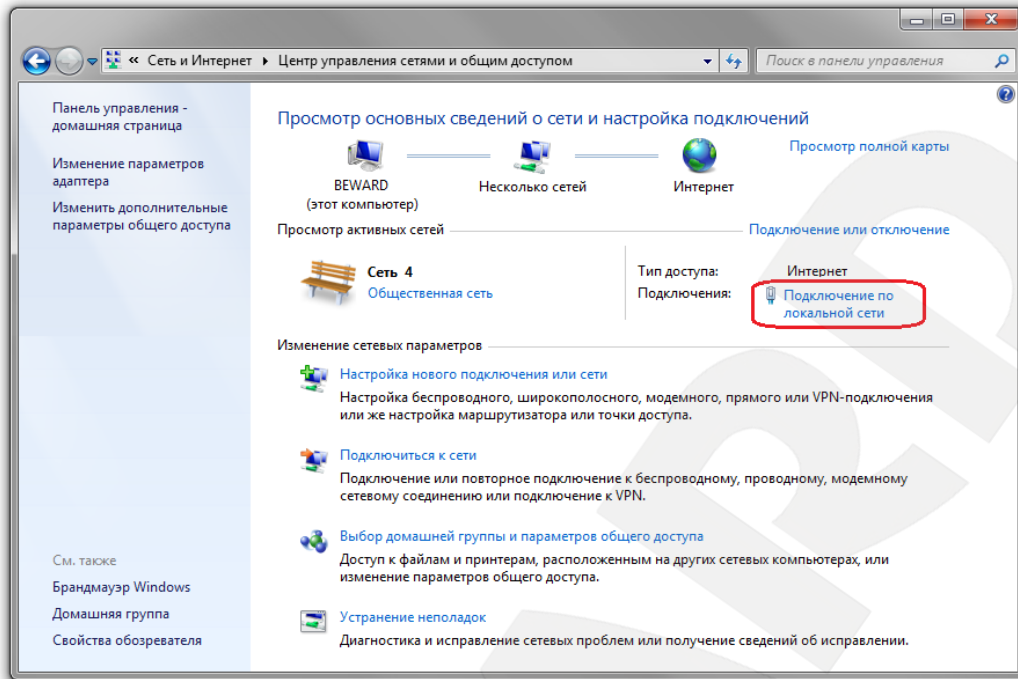 « Сеть и Интернет ▸ Центр управления сетями и общим доступом
Поиск в панели управления
Панель управления -
домашняя страница
Изменение параметров
адаптера
Изменить дополнительные
параметры общего доступа
См. также
Брандмауэр Windows
Домашняя группа
Свойства обозревателя
Просмотр основных сведений о сети и настройка подключений
Просмотр полной карты
BEWARD
(этот компьютер)
Несколько сетей
Интернет
Просмотр активных сетей
Подключение или отключение
Сеть 4
Общественная сеть
Тип доступа: Интернет
Подключения: Подключение по
локальной сети
Изменение сетевых параметров
Настройка нового подключения или сети
Настройка беспроводного, широкополосного, модемного, прямого или VPN-подключения
или же настройка маршрутизатора или точки доступа.
Подключиться к сети
Подключение или повторное подключение к беспроводному, проводному, модемному
сетевому соединению или подключение к VPN.
Выбор домашней группы и параметров общего доступа
Доступ к файлам и принтерам, расположенным на других сетевых компьютерах, или
изменение параметров общего доступа.
Устранение неполадок
Диагностика и исправление сетевых проблем или получение сведений об исправлении.